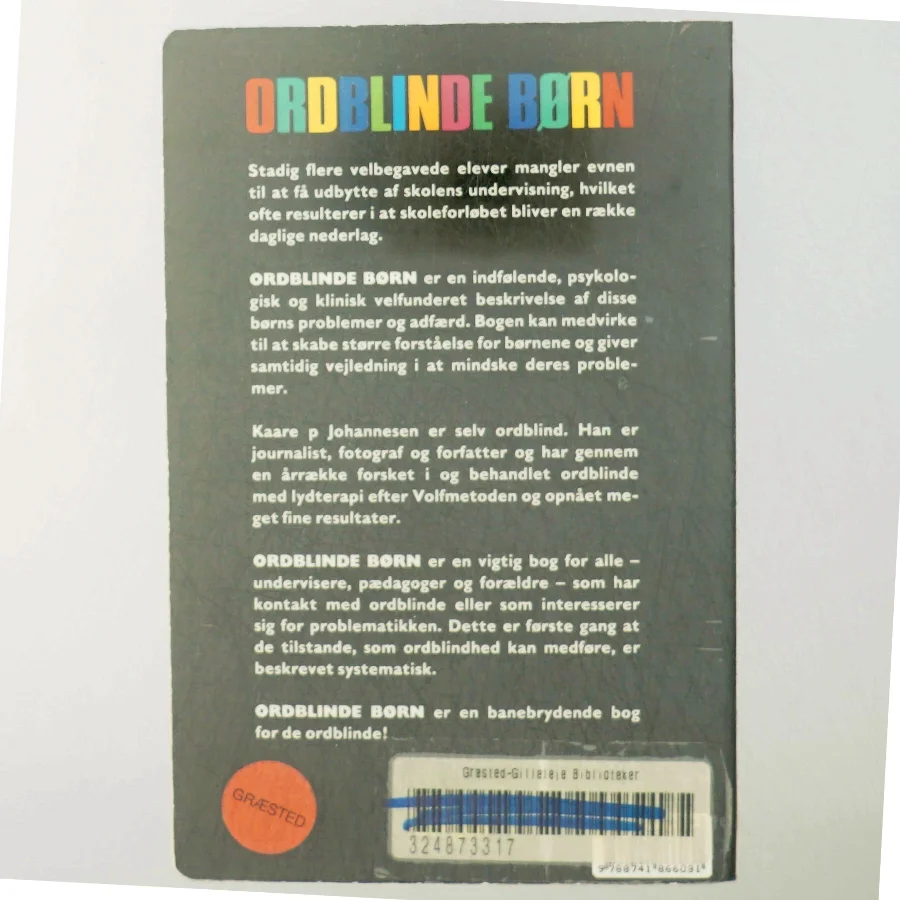 ORDBLINDE BØRN
Stadig flere velbegavede elever mangler evnen
til at få udbytte af skolens undervisning, hvilket
ofte resulterer i at skoleforløbet bliver en række
daglige nederlag.
ORDBLINDE BØRN er en indfølende, psykolo-
gisk og klinisk velfunderet beskrivelse af disse
børns problemer og adfærd. Bogen kan medvirke
til at skabe større forståelse for børnene og giver
samtidig vejledning i at mindske deres proble-
mer.
Kaare p Johannesen er selv ordblind. Han er
journalist, fotograf og forfatter og har gennem
en årrække forsket i og behandlet ordblinde
med lydterapi efter Volfmetoden og opnået me-
get fine resultater.
ORDBLINDE BØRN er en vigtig bog for alle –
undervisere, pædagoger og forældre – som har
kontakt med ordblinde eller som interesserer
sig for problematikken. Dette er første gang at
de tilstande, som ordblindhed kan medføre, er
beskrevet systematisk.
ORDBLINDE BØRN er en banebrydende bog
for de ordblinde!
Græsted-Gilleleje Biblioteker
GRÆSTED
324873317
9 788741 866031